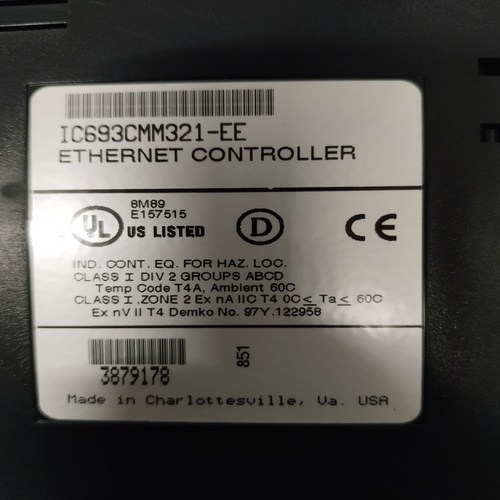 IC693CMM321-EE
ETHERNET CONTROLLER
8M89
E157515
UL US LISTED
D
CE
IND. CONT. EQ. FOR HAZ. LOC.
CLASS I DIV 2 GROUPS ABCD
Temp Code T4A, Ambient 60C
CLASS I ,ZONE 2 Ex nA IIC T4 0C≤ Ta≤ 60C
Ex nV II T4 Demko No. 97Y.122958
3879178
851
Made in Charlottesville, Va. USA